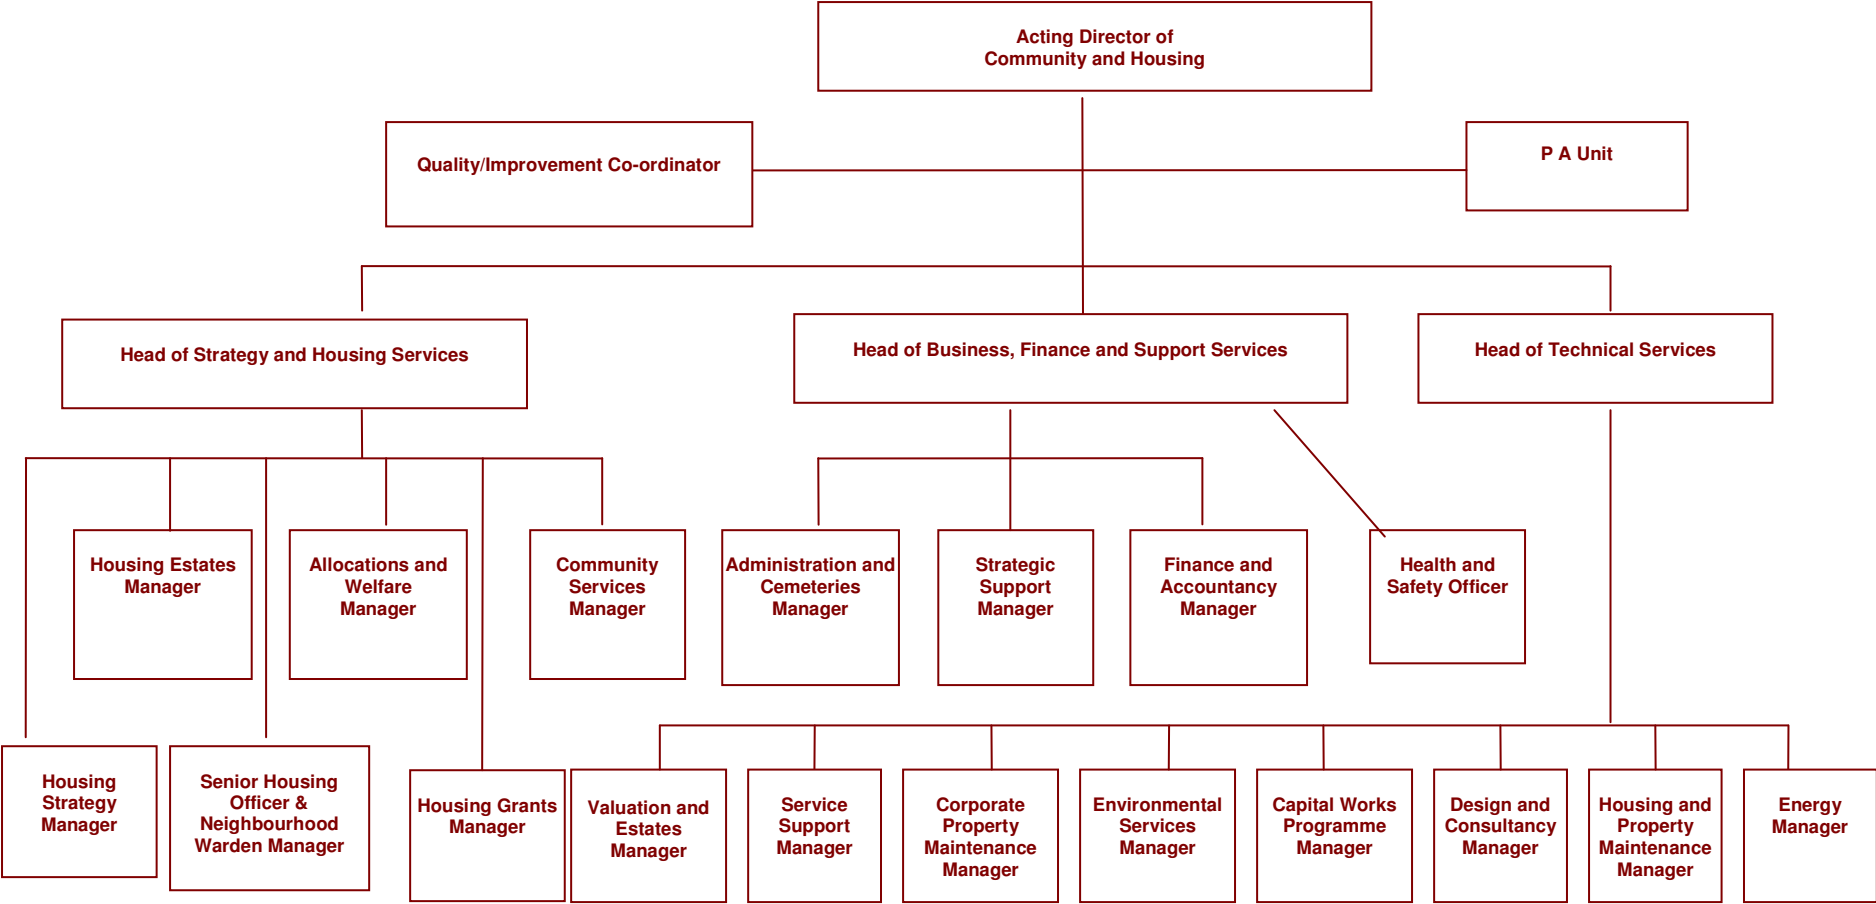 Acting Director of
Community and Housing
Quality/Improvement Co-ordinator
P A Unit
Head of Strategy and Housing Services
Head of Business, Finance and Support Services
Head of Technical Services
Housing Estates
Manager
Allocations and
Welfare
Manager
Community
Services
Manager
Administration and
Cemeteries
Manager
Strategic
Support
Manager
Finance and
Accountancy
Manager
Health and
Safety Officer
Housing
Strategy
Manager
Senior Housing
Officer &
Neighbourhood
Warden Manager
Housing Grants
Manager
Valuation and
Estates
Manager
Service
Support
Manager
Corporate
Property
Maintenance
Manager
Environmental
Services
Manager
Capital Works
Programme
Manager
Design and
Consultancy
Manager
Housing and
Property
Maintenance
Manager
Energy
Manager